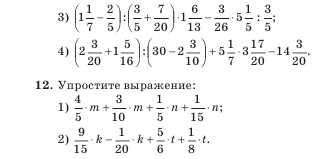 3) (1 1/7 − 2/5) : (3/5 + 7/20) · 1 6/13 − 3/26 · 5 1/5 : 3/5;
4) (2 3/20 + 1 5/16) : (30 − 2 3/10) + 5 1/7 · 3 17/20 − 14 3/20.
12. Упростите выражение:
1) 4/5 · m + 3/10 · m + 1/5 · n + 1/15 · n;
2) 9/15 · k − 1/20 · k + 5/6 · t + 1/8 · t.